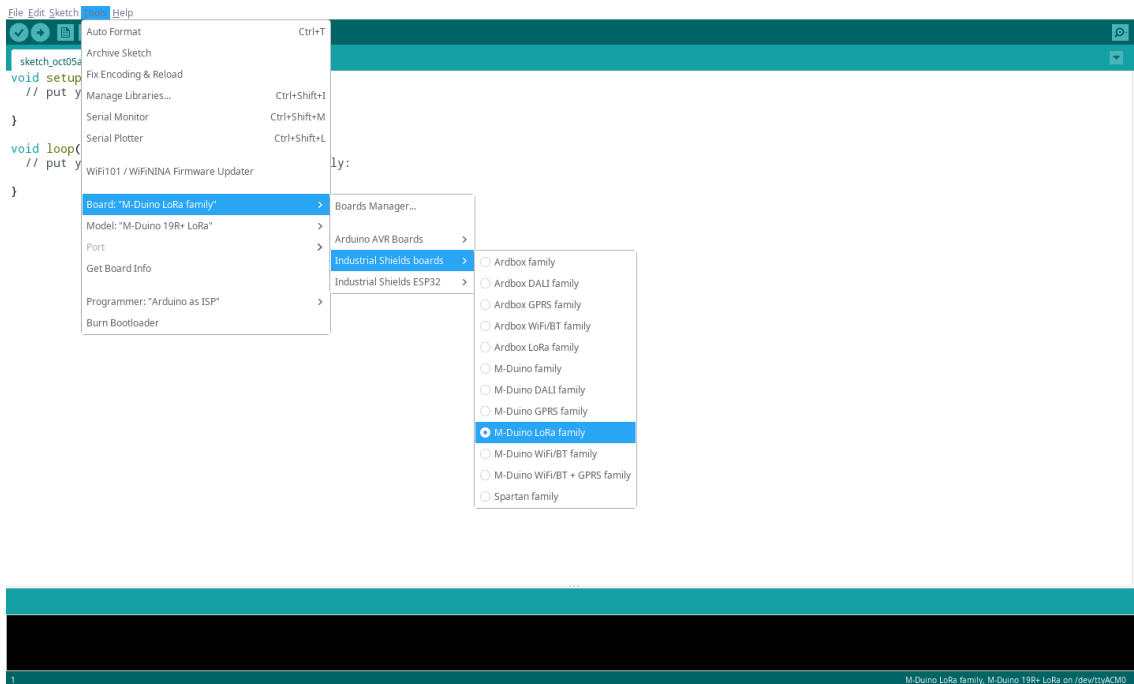 File Edit Sketch Tools Help
sketch_oct05a
void setup
// put y
}
void loop(
// put y
ly:
}
Auto Format Ctrl+T
Archive Sketch
Fix Encoding & Reload
Manage Libraries... Ctrl+Shift+I
Serial Monitor Ctrl+Shift+M
Serial Plotter Ctrl+Shift+L
WiFi101 / WiFiNINA Firmware Updater
Board: "M-Duino LoRa family"
Model: "M-Duino 19R+ LoRa"
Port
Get Board Info
Programmer: "Arduino as ISP"
Burn Bootloader
Boards Manager...
Arduino AVR Boards
Industrial Shields boards
Industrial Shields ESP32
Ardbox family
Ardbox DALI family
Ardbox GPRS family
Ardbox WiFi/BT family
Ardbox LoRa family
M-Duino family
M-Duino DALI family
M-Duino GPRS family
M-Duino LoRa family
M-Duino WiFi/BT family
M-Duino WiFi/BT + GPRS family
Spartan family
1 M-Duino LoRa family, M-Duino 19R+ LoRa on /dev/ttyACM0